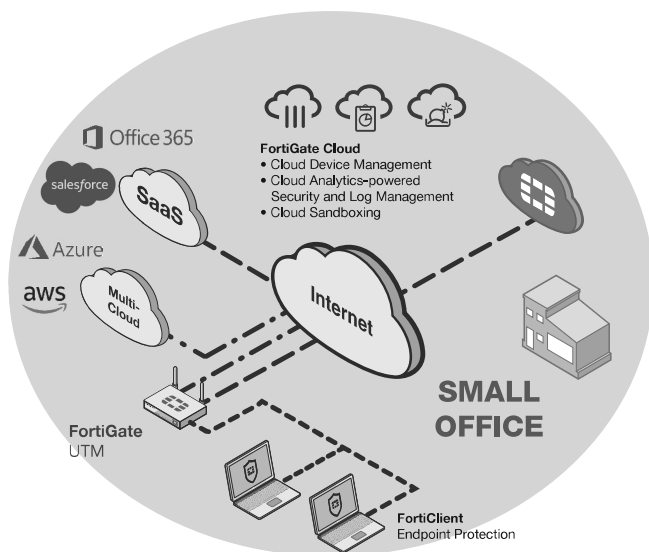 Office 365
FortiGate Cloud
• Cloud Device Management
• Cloud Analytics-powered
Security and Log Management
• Cloud Sandboxing
salesforce
SaaS
Azure
aws
Multi-
Cloud
Internet
SMALL
OFFICE
FortiGate
UTM
FortiClient
Endpoint Protection